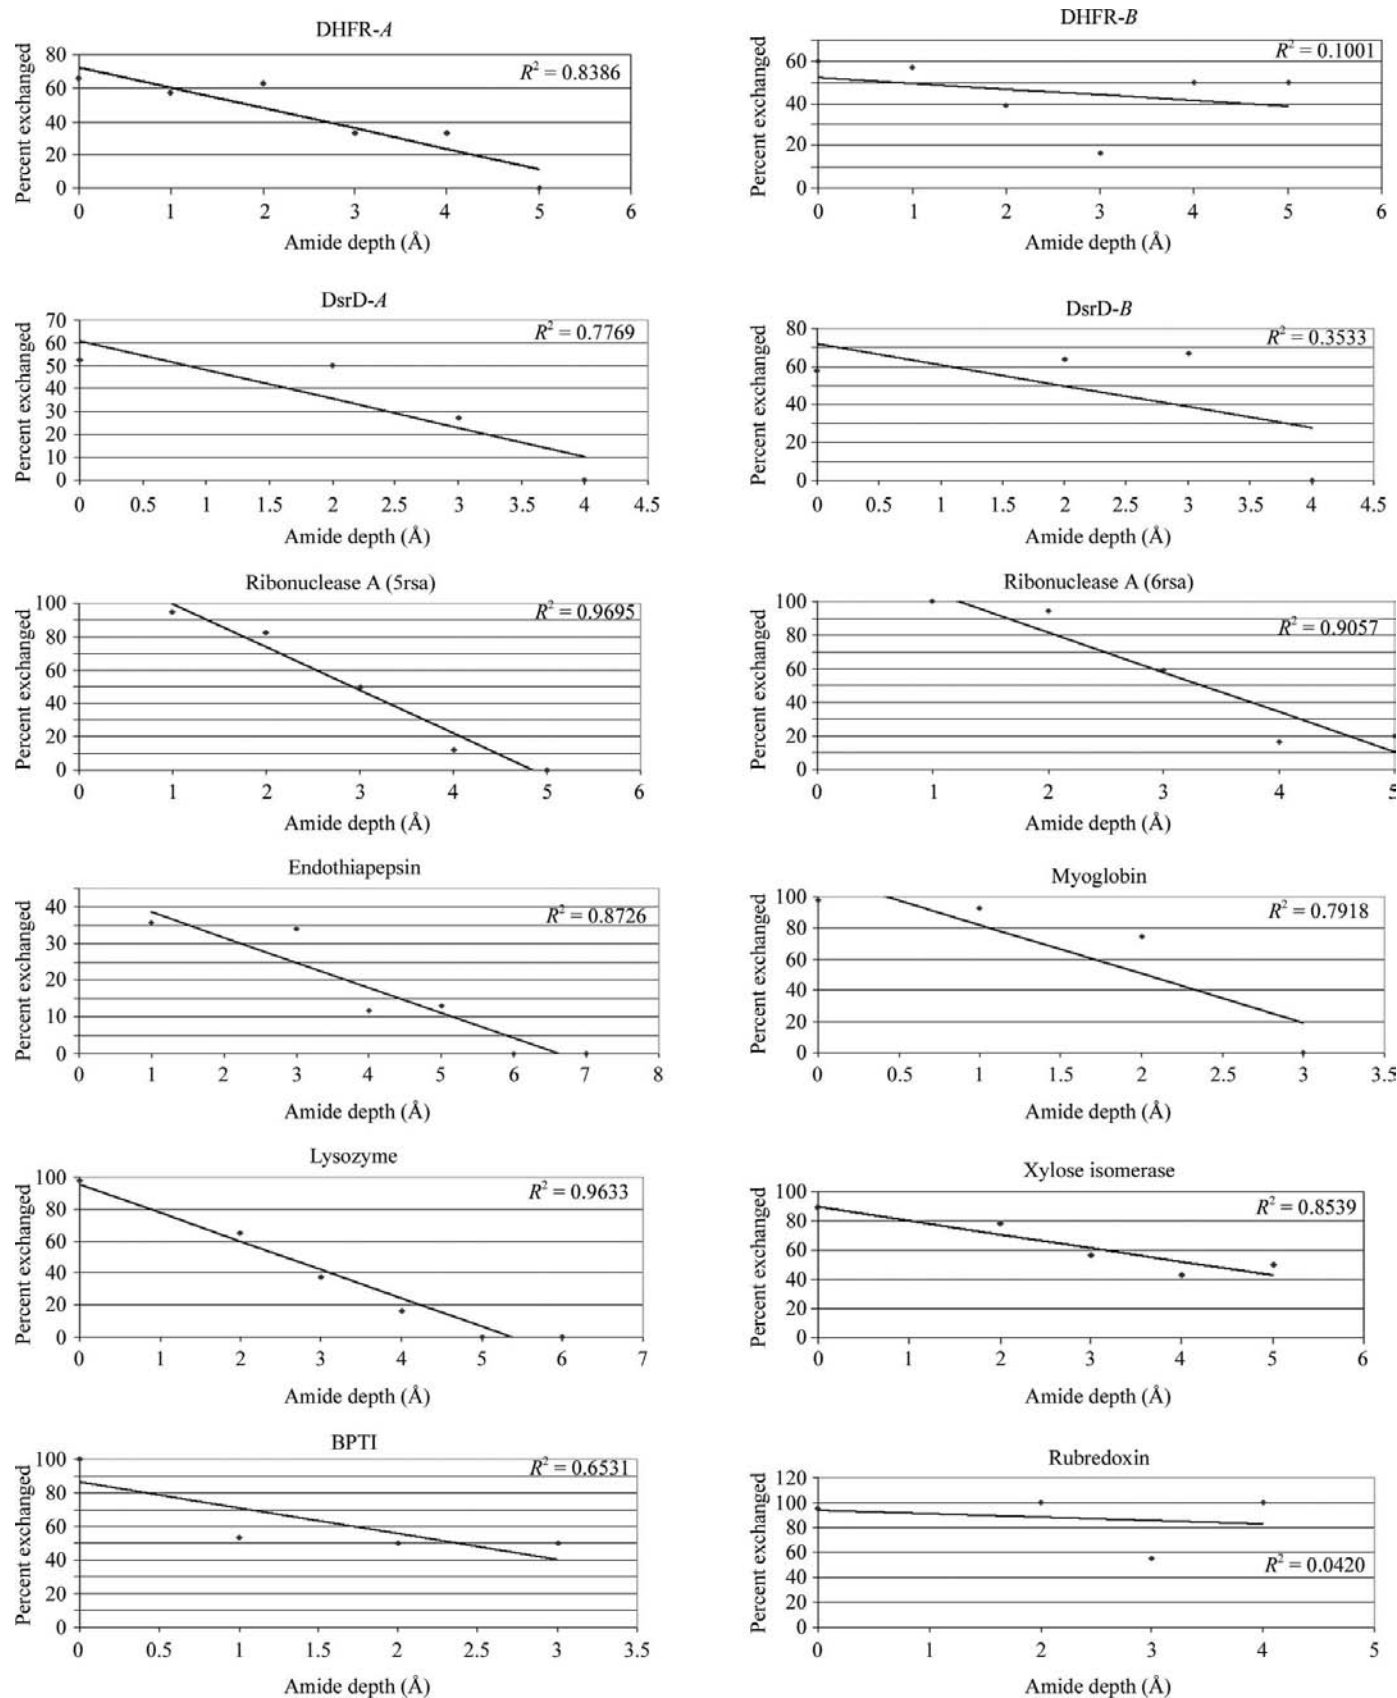 DHFR-A
R² = 0.8386
Percent exchanged
80
60
40
20
0
0 1 2 3 4 5 6
Amide depth (Å)
DHFR-B
R² = 0.1001
Percent exchanged
60
40
20
0
0 1 2 3 4 5 6
Amide depth (Å)
DsrD-A
R² = 0.7769
Percent exchanged
70
60
50
40
30
20
10
0
0 0.5 1 1.5 2 2.5 3 3.5 4 4.5
Amide depth (Å)
DsrD-B
R² = 0.3533
Percent exchanged
80
60
40
20
0
0 0.5 1 1.5 2 2.5 3 3.5 4 4.5
Amide depth (Å)
Ribonuclease A (5rsa)
R² = 0.9695
Percent exchanged
100
80
60
40
20
0
0 1 2 3 4 5 6
Amide depth (Å)
Ribonuclease A (6rsa)
R² = 0.9057
Percent exchanged
100
80
60
40
20
0
0 1 2 3 4 5
Amide depth (Å)
Endothiapepsin
R² = 0.8726
Percent exchanged
40
30
20
10
0
0 1 2 3 4 5 6 7 8
Amide depth (Å)
Myoglobin
R² = 0.7918
Percent exchanged
100
80
60
40
20
0
0 0.5 1 1.5 2 2.5 3 3.5
Amide depth (Å)
Lysozyme
R² = 0.9633
Percent exchanged
100
80
60
40
20
0
0 1 2 3 4 5 6 7
Amide depth (Å)
Xylose isomerase
R² = 0.8539
Percent exchanged
100
80
60
40
20
0
0 1 2 3 4 5 6
Amide depth (Å)
BPTI
R² = 0.6531
Percent exchanged
100
80
60
40
20
0
0 0.5 1 1.5 2 2.5 3 3.5
Amide depth (Å)
Rubredoxin
R² = 0.0420
Percent exchanged
120
100
80
60
40
20
0
0 1 2 3 4 5
Amide depth (Å)